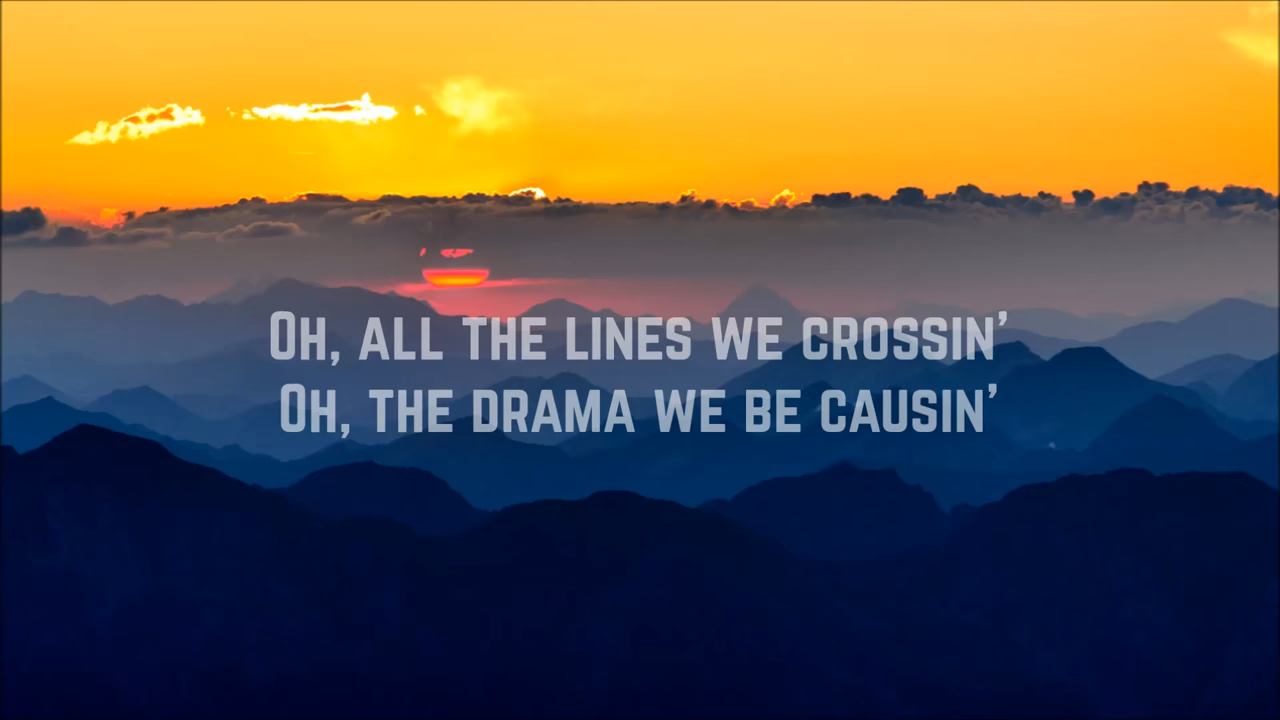 Oh, all the lines we crossin'
Oh, the drama we be causin'